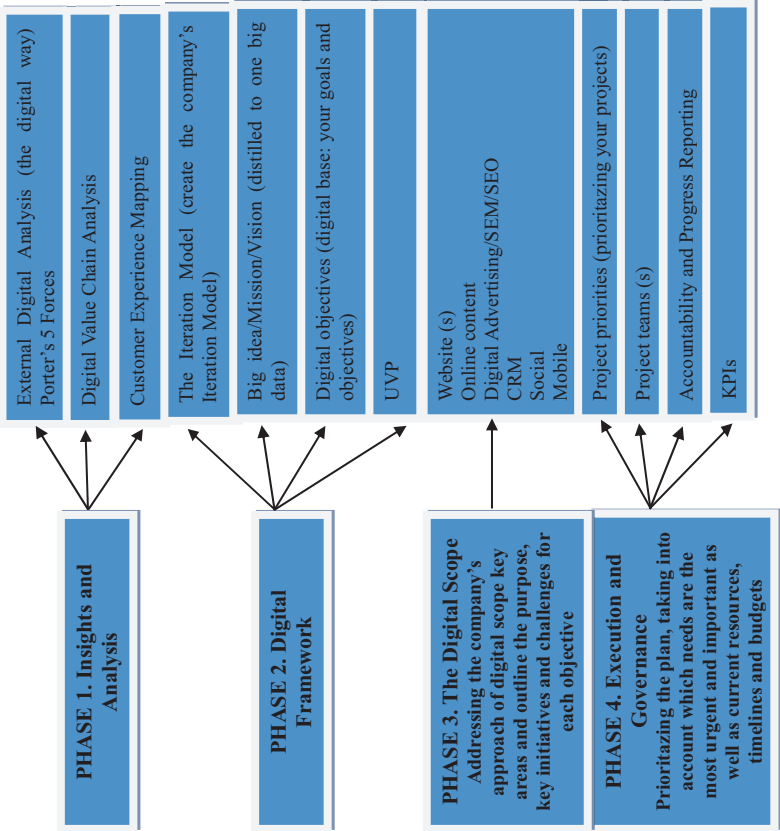 PHASE 1. Insights and
Analysis
External Digital Analysis (the digital way)
Porter's 5 Forces
Digital Value Chain Analysis
Customer Experience Mapping
PHASE 2. Digital
Framework
The Iteration Model (create the company's
Iteration Model)
Big idea/Mission/Vision (distilled to one big
data)
Digital objectives (digital base: your goals and
objectives)
UVP
PHASE 3. The Digital Scope
Addressing the company's
approach of digital scope key
areas and outline the purpose,
key initiatives and challenges for
each objective
Website (s)
Online content
Digital Advertising/SEM/SEO
CRM
Social
Mobile
PHASE 4. Execution and
Governance
Prioritazing the plan, taking into
account which needs are the
most urgent and important as
well as current resources,
timelines and budgets
Project priorities (prioritazing your projects)
Project teams (s)
Accountability and Progress Reporting
KPIs